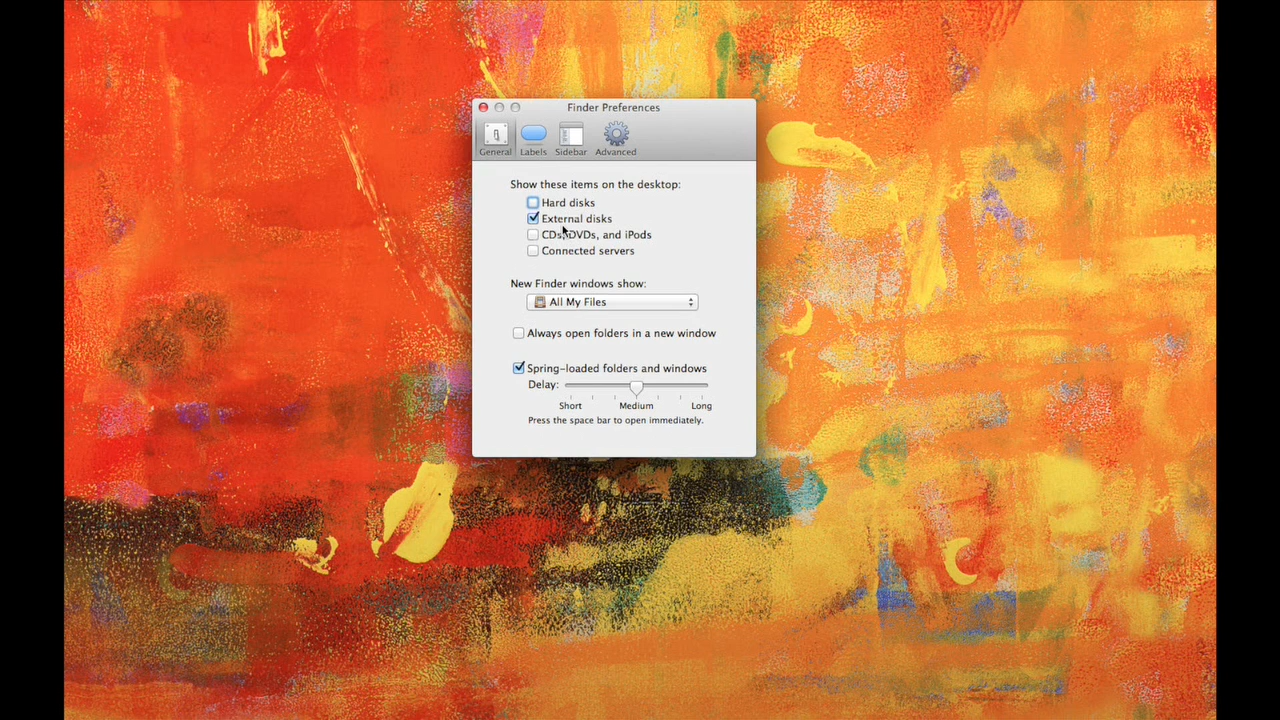 Finder Preferences
General Labels Sidebar Advanced
Show these items on the desktop:
Hard disks
External disks
CDs, DVDs, and iPods
Connected servers
New Finder windows show:
All My Files
Always open folders in a new window
Spring-loaded folders and windows
Delay:
Short Medium Long
Press the space bar to open immediately.